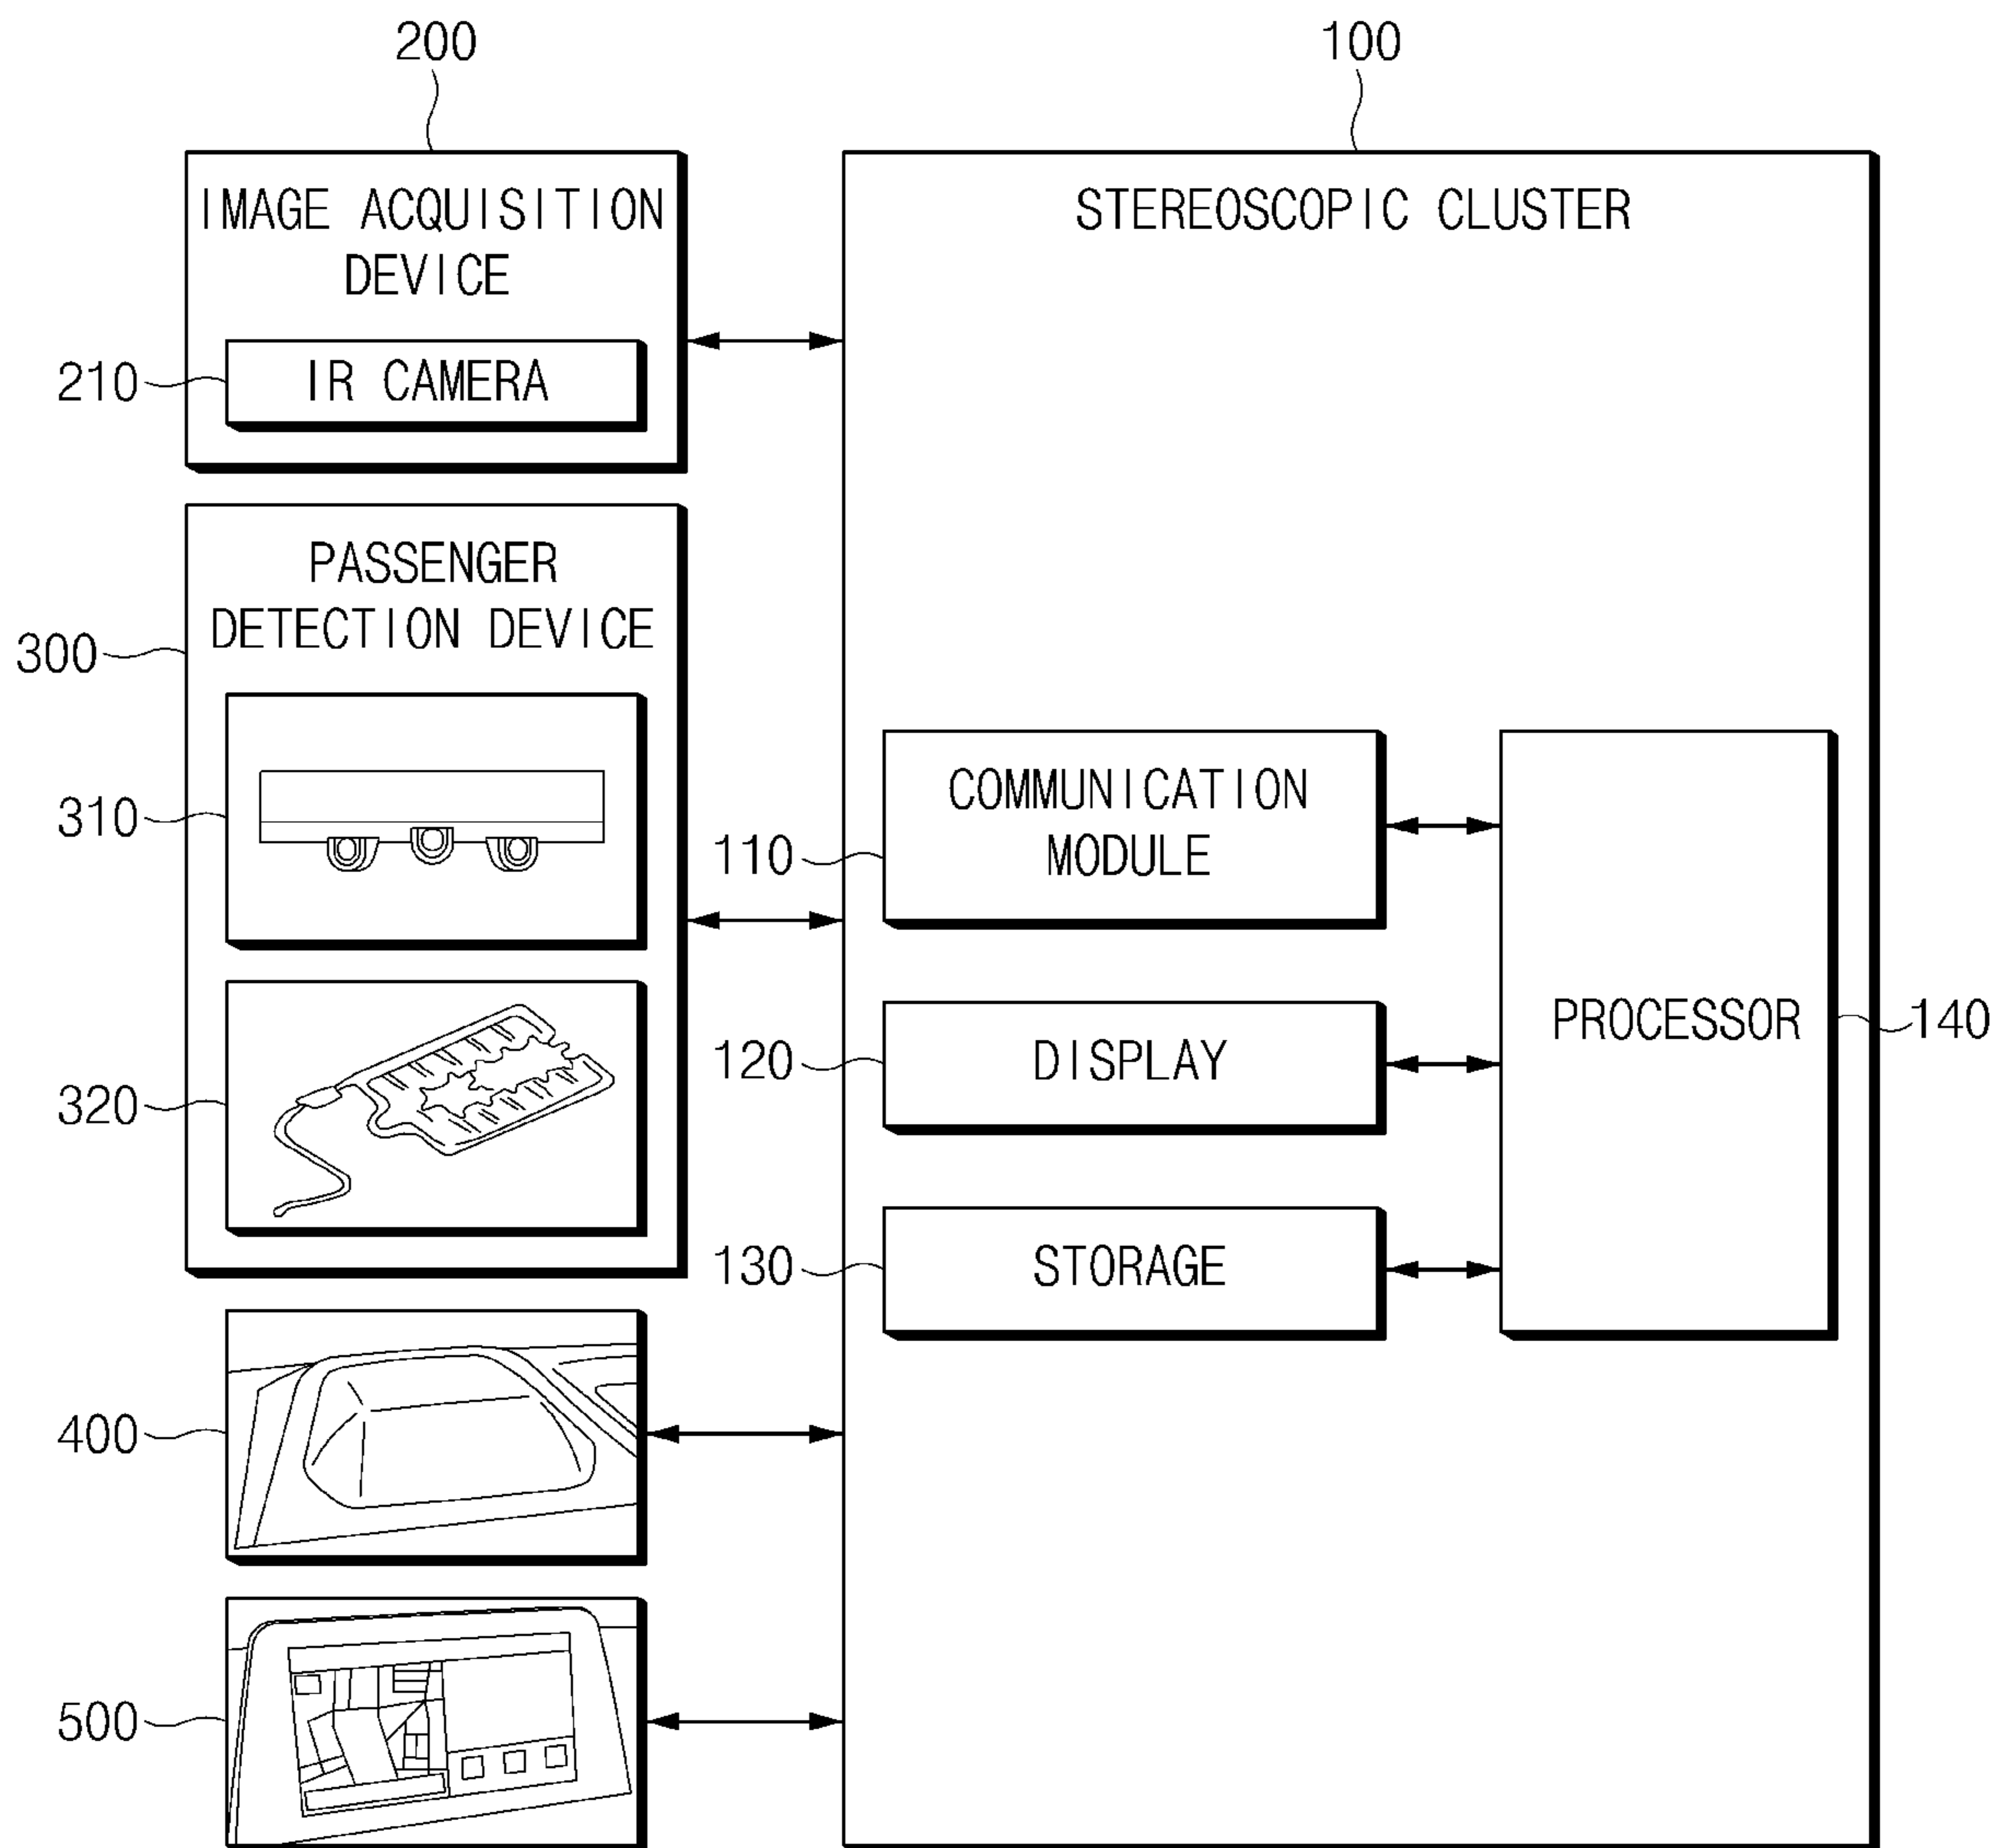 200
100
IMAGE ACQUISITION
DEVICE
210
IR CAMERA
STEREOSCOPIC CLUSTER
300
PASSENGER
DETECTION DEVICE
310
320
110
COMMUNICATION
MODULE
120
DISPLAY
130
STORAGE
PROCESSOR
140
400
500